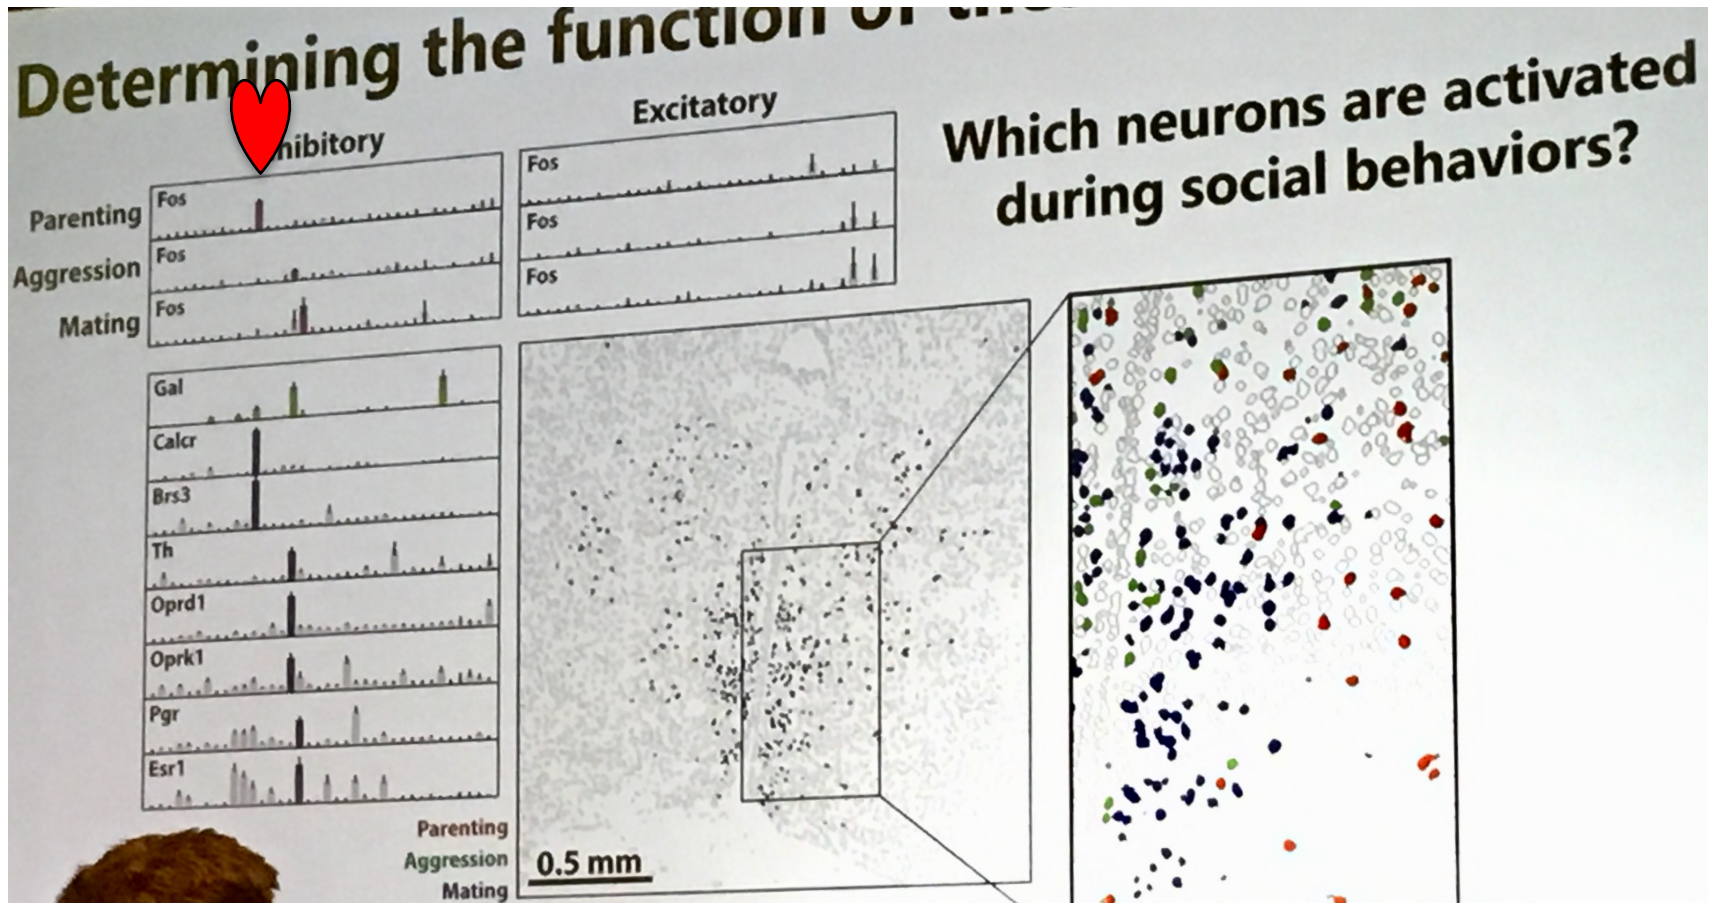 Determining the function of
Inhibitory
Excitatory
Which neurons are activated
during social behaviors?
Parenting
Fos
Fos
Aggression
Fos
Fos
Mating
Fos
Fos
Gal
Calcr
Brs3
Th
Oprd1
Oprk1
Pgr
Esr1
Parenting
Aggression
Mating
0.5 mm